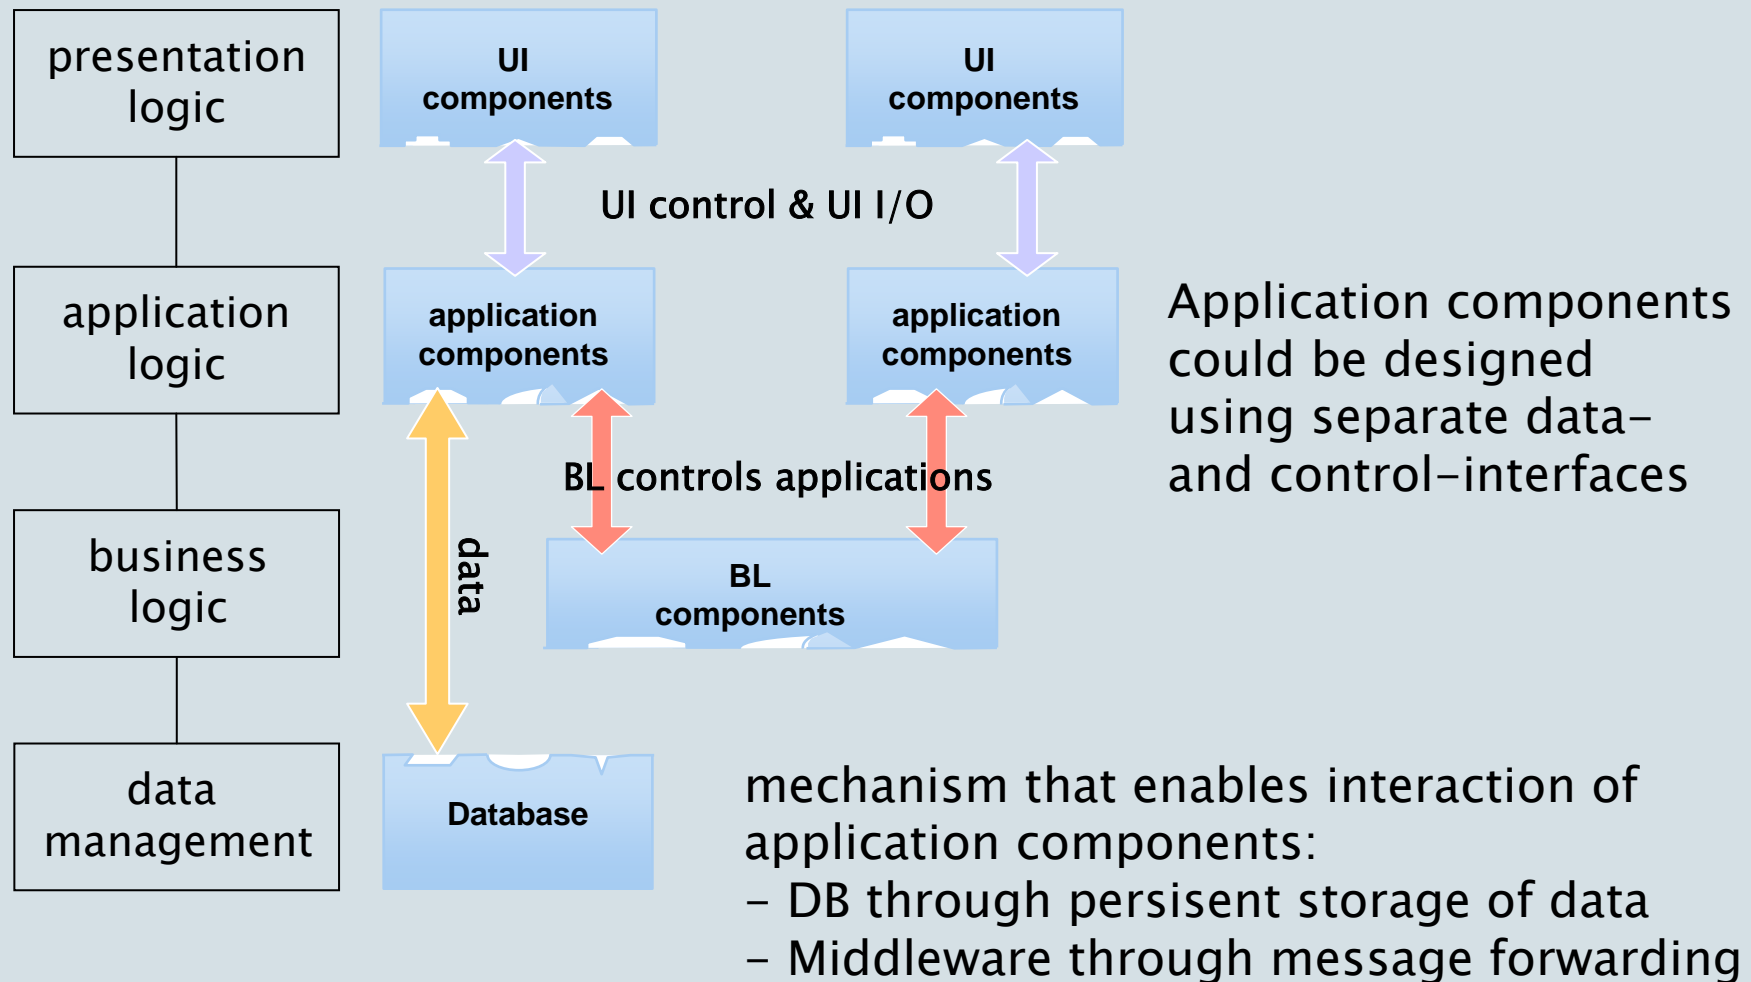 presentation
logic
UI
components
UI
components
UI control & UI I/O
application
logic
application
components
application
components
Application components
could be designed
using separate data-
and control-interfaces
BL controls applications
data
business
logic
BL
components
data
management
Database
mechanism that enables interaction of
application components:
- DB through persisent storage of data
- Middleware through message forwarding